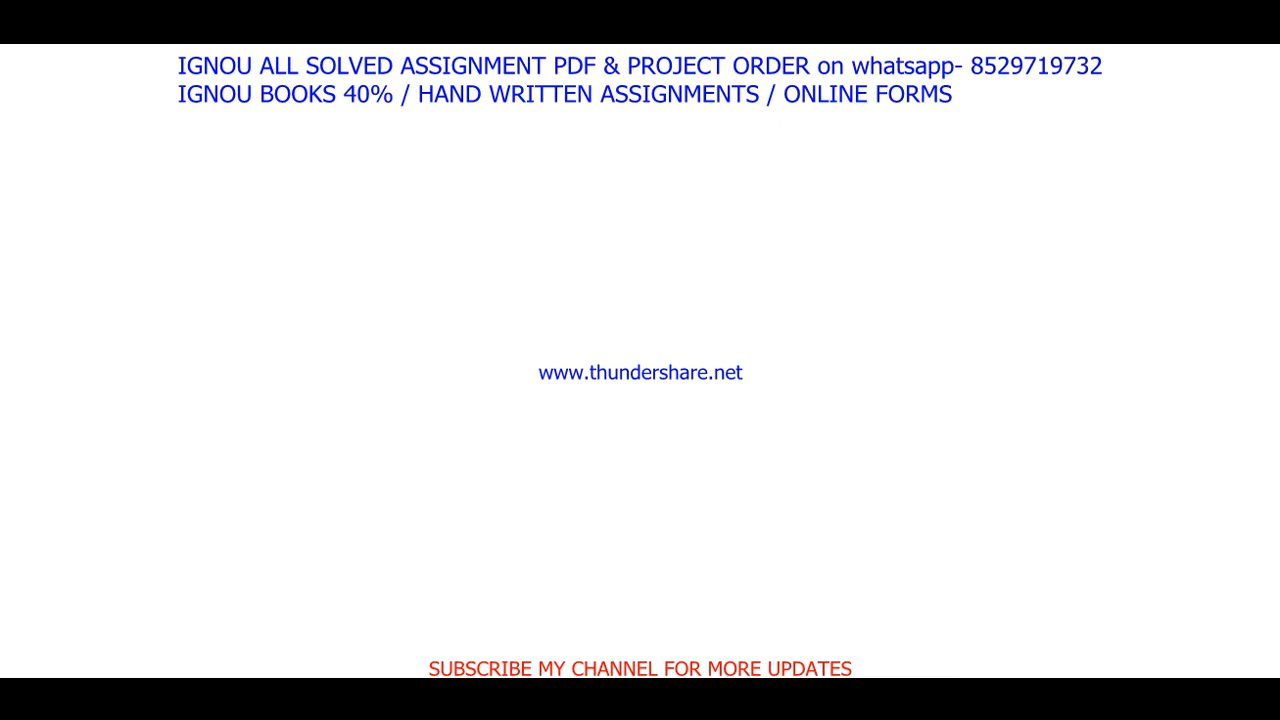 IGNOU ALL SOLVED ASSIGNMENT PDF & PROJECT ORDER on whatsapp- 8529719732
IGNOU BOOKS 40% / HAND WRITTEN ASSIGNMENTS / ONLINE FORMS
www.thundershare.net
SUBSCRIBE MY CHANNEL FOR MORE UPDATES